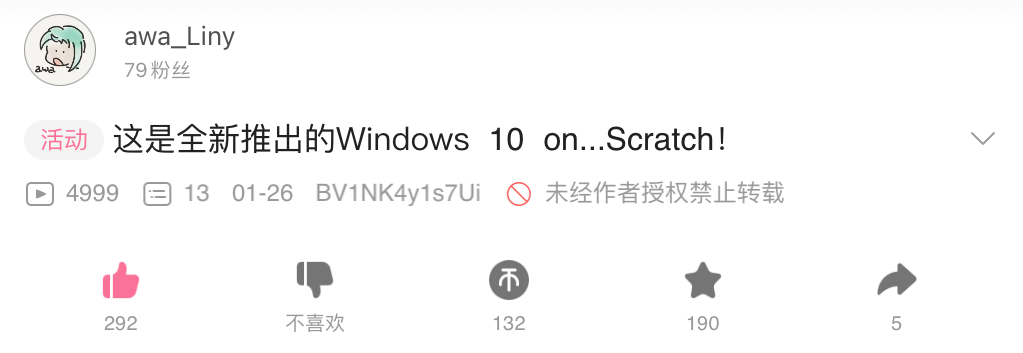 awa_Liny
79粉丝
awa
活动 这是全新推出的Windows 10 on...Scratch!
4999 13 01-26 BV1NK4y1s7Ui 未经作者授权禁止转载
292 不喜欢 132 190 5